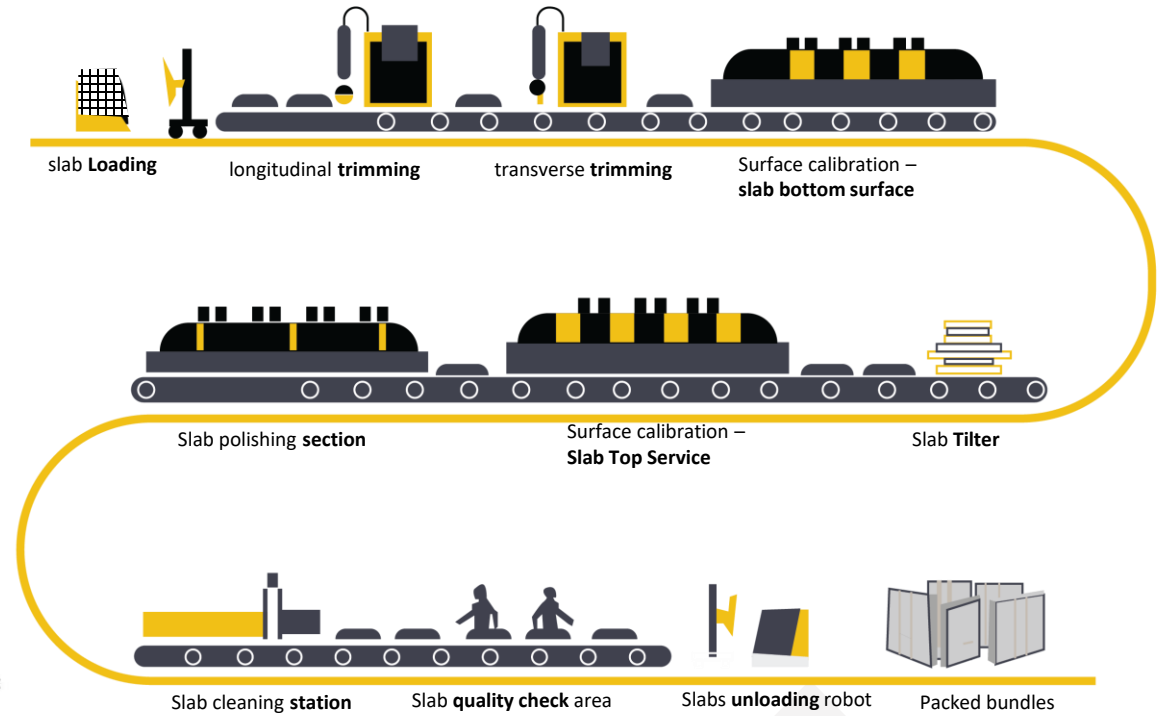 slab Loading
longitudinal trimming
transverse trimming
Surface calibration –
slab bottom surface
Slab polishing section
Surface calibration –
Slab Top Service
Slab Tilter
Slab cleaning station
Slab quality check area
Slabs unloading robot
Packed bundles